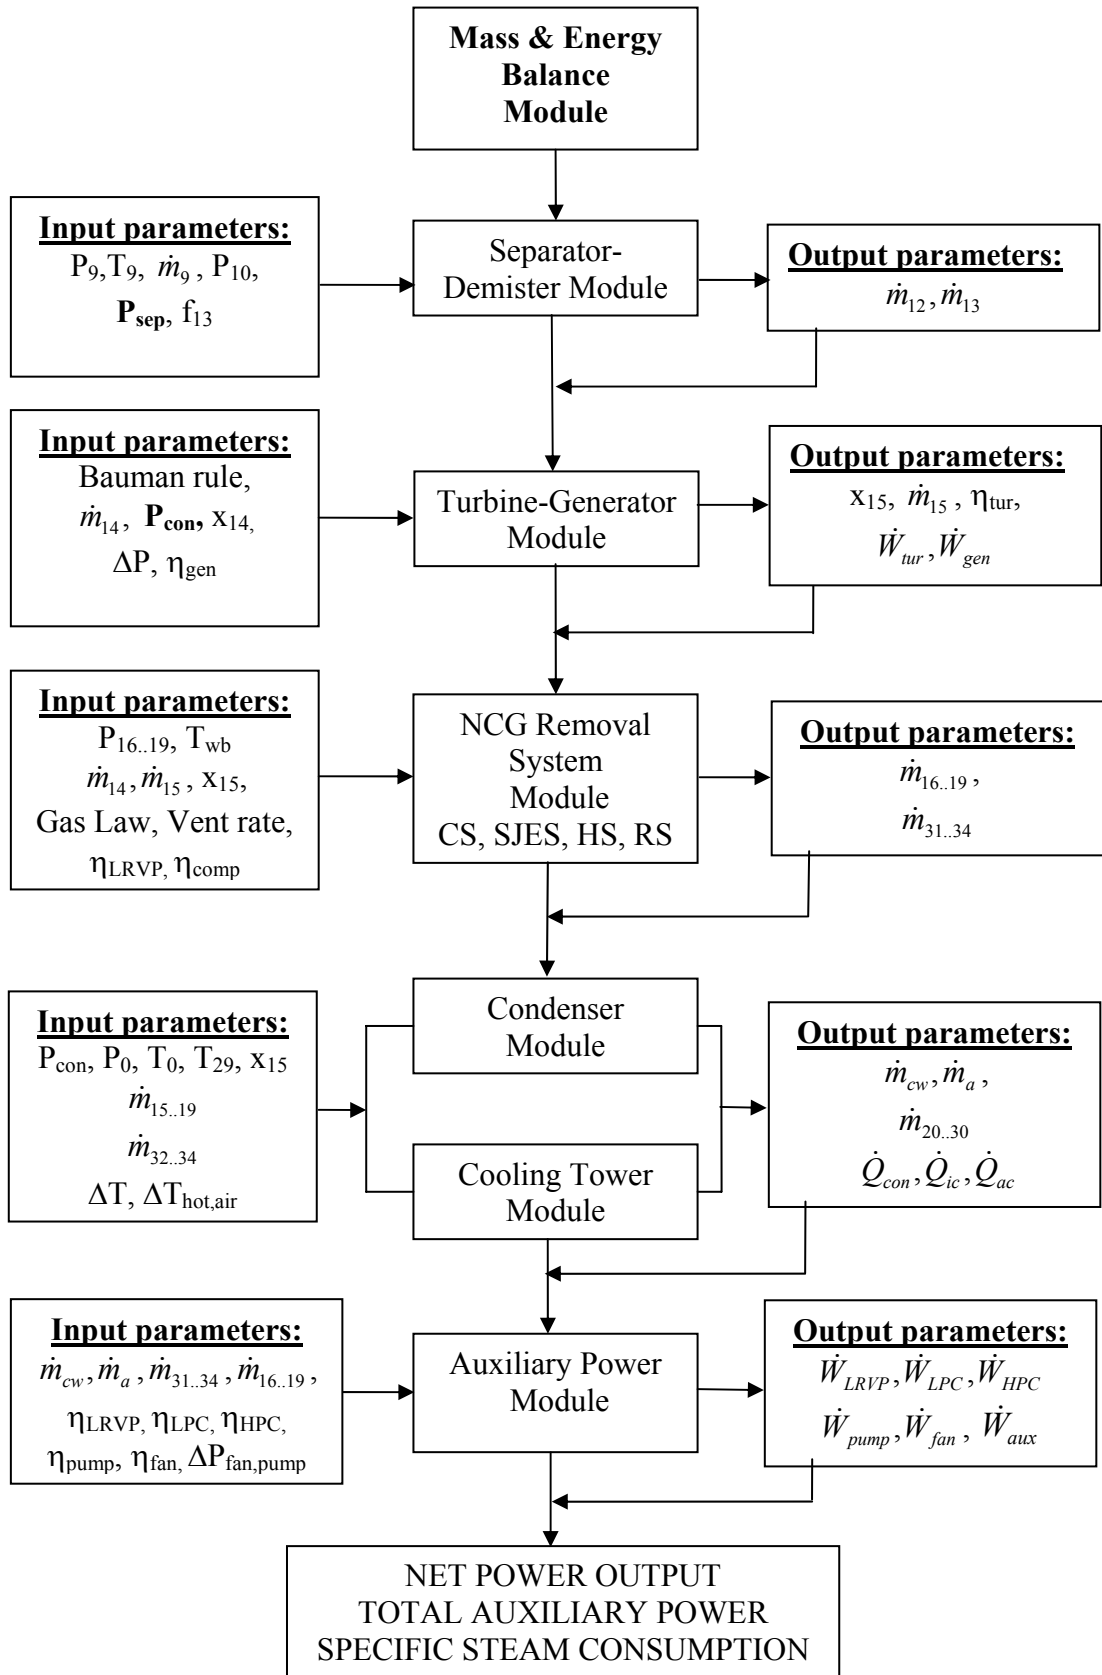 Mass & Energy
Balance
Module
Input parameters:
P9,T9, ṁ9 , P10,
Psep, f13
Separator-
Demister Module
Output parameters:
ṁ12, ṁ13
Input parameters:
Bauman rule,
ṁ14, Pcon, x14,
ΔP, ηgen
Turbine-Generator
Module
Output parameters:
x15, ṁ15 , ηtur,
Ẇtur, Ẇgen
Input parameters:
P16..19, Twb
ṁ14, ṁ15 , x15,
Gas Law, Vent rate,
ηLRVP, ηcomp
NCG Removal
System
Module
CS, SJES, HS, RS
Output parameters:
ṁ16..19 ,
ṁ31..34
Input parameters:
Pcon, P0, T0, T29, x15
ṁ15..19
ṁ32..34
ΔT, ΔThot,air
Condenser
Module
Cooling Tower
Module
Output parameters:
ṁcw, ṁa ,
ṁ20..30
Q̇con, Q̇ic, Q̇ac
Input parameters:
ṁcw, ṁa , ṁ31..34 , ṁ16..19 ,
ηLRVP, ηLPC, ηHPC,
ηpump, ηfan, ΔPfan,pump
Auxiliary Power
Module
Output parameters:
ẆLRVP, ẆLPC, ẆHPC
Ẇpump, Ẇfan , Ẇaux
NET POWER OUTPUT
TOTAL AUXILIARY POWER
SPECIFIC STEAM CONSUMPTION